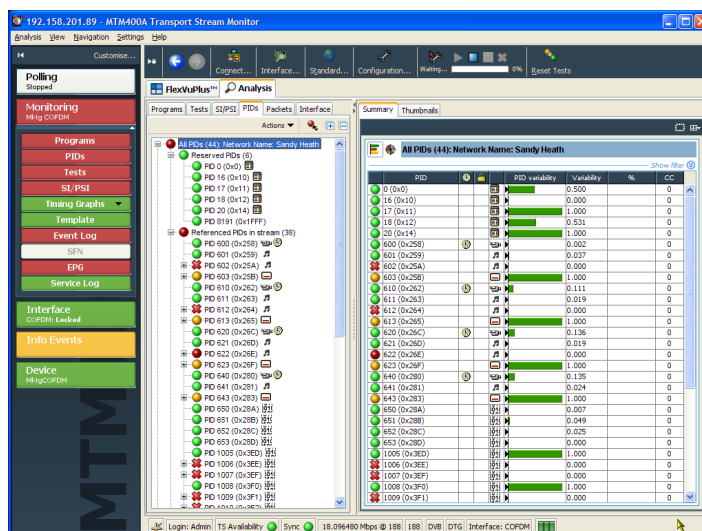 192.158.201.89 - MTM400A Transport Stream Monitor
Analysis View Navigation Settings Help
Customise...
Connect... Interface... Standard... Configuration... Waiting... 0% Reset Tests
Polling
Stopped
Monitoring
Mktg COFDM
Programs
PIDs
Tests
SI/PSI
Timing Graphs
Template
Event Log
SFN
EPG
Service Log
Interface
COFDM: Locked
Info Events
Device
MktgCOFDM
MTM
FlexVuPlus™ Analysis
Programs Tests SI/PSI PIDs Packets Interface
Actions
All PIDs (44): Network Name: Sandy Heath
Reserved PIDs (6)
PID 0 (0x0)
PID 16 (0x10)
PID 17 (0x11)
PID 18 (0x12)
PID 20 (0x14)
PID 8191 (0x1FFF)
Referenced PIDs in stream (38)
PID 600 (0x258)
PID 601 (0x259)
PID 602 (0x25A)
PID 603 (0x25B)
PID 610 (0x262)
PID 611 (0x263)
PID 612 (0x264)
PID 613 (0x265)
PID 620 (0x26C)
PID 621 (0x26D)
PID 622 (0x26E)
PID 623 (0x26F)
PID 640 (0x280)
PID 641 (0x281)
PID 643 (0x283)
PID 650 (0x28A)
PID 651 (0x28B)
PID 652 (0x28C)
PID 653 (0x28D)
PID 1005 (0x3ED)
PID 1006 (0x3EE)
PID 1007 (0x3EF)
PID 1008 (0x3F0)
PID 1009 (0x3F1)
Summary Thumbnails
All PIDs (44): Network Name: Sandy Heath
Show filter
PID PID variability Variability % CC
0 (0x0) 0.500 0
16 (0x10) 0.000 0
17 (0x11) 1.000 0
18 (0x12) 0.531 0
20 (0x14) 1.000 0
600 (0x258) 0.002 0
601 (0x259) 0.037 0
602 (0x25A) 0.000 0
603 (0x25B) 1.000 0
610 (0x262) 0.111 0
611 (0x263) 0.019 0
612 (0x264) 0.000 0
613 (0x265) 1.000 0
620 (0x26C) 0.136 0
621 (0x26D) 0.019 0
622 (0x26E) 0.000 0
623 (0x26F) 1.000 0
640 (0x280) 0.135 0
641 (0x281) 0.024 0
643 (0x283) 1.000 0
650 (0x28A) 0.007 0
651 (0x28B) 0.049 0
652 (0x28C) 0.025 0
653 (0x28D) 0.000 0
1005 (0x3ED) 1.000 0
1006 (0x3EE) 0.000 0
1007 (0x3EF) 0.000 0
1008 (0x3F0) 1.000 0
1009 (0x3F1) 0.000 0
Login: Admin TS Availability Sync 18.096480 Mbps @ 188 188 DVB DTG Interface: COFDM